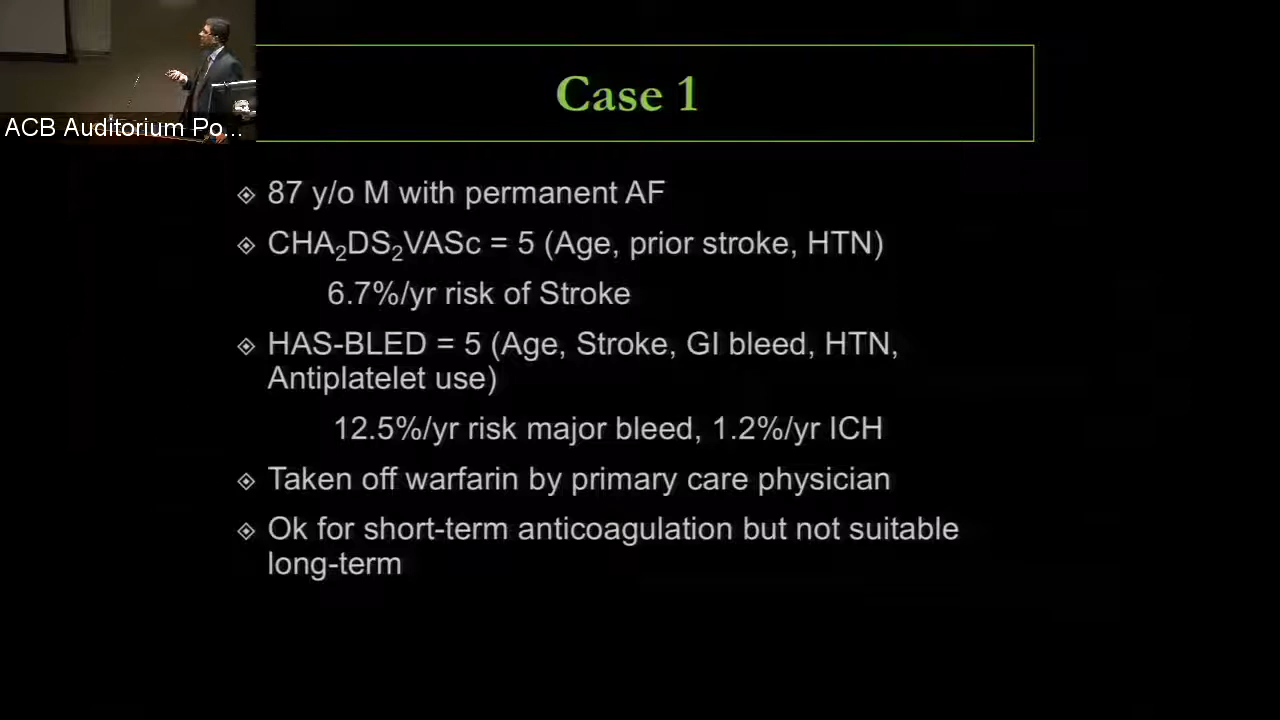 ACB Auditorium Po...
Case 1
87 y/o M with permanent AF
CHA₂DS₂VASc = 5 (Age, prior stroke, HTN)
6.7%/yr risk of Stroke
HAS-BLED = 5 (Age, Stroke, GI bleed, HTN,
Antiplatelet use)
12.5%/yr risk major bleed, 1.2%/yr ICH
Taken off warfarin by primary care physician
Ok for short-term anticoagulation but not suitable
long-term